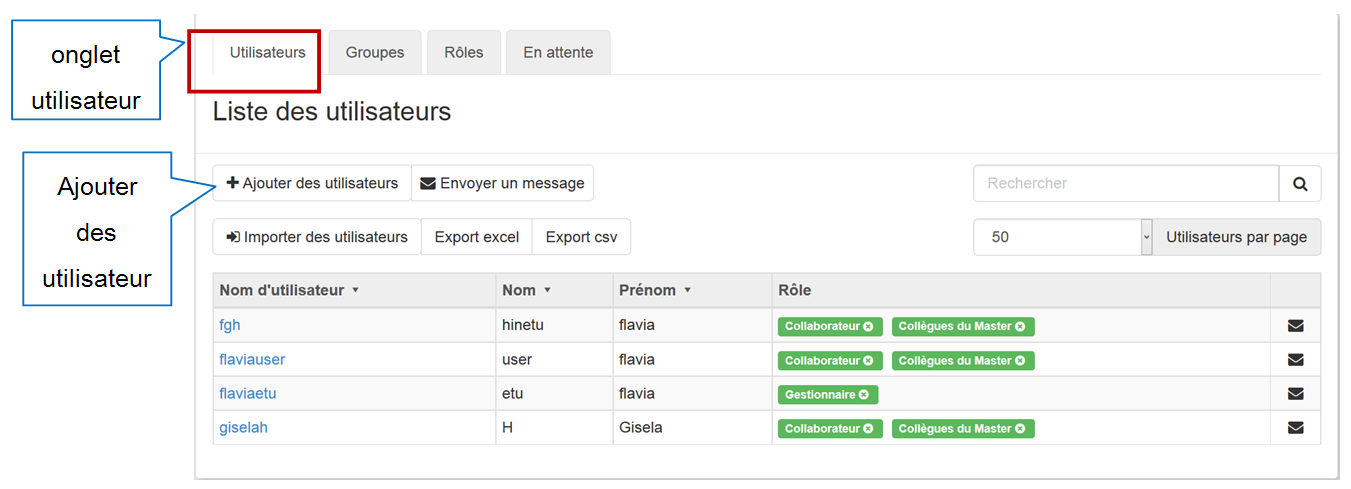 onglet
utilisateur
Utilisateurs Groupes Rôles En attente
Liste des utilisateurs
Ajouter
des
utilisateur
Ajouter des utilisateurs Envoyer un message Rechercher
Importer des utilisateurs Export excel Export csv 50 Utilisateurs par page
Nom d'utilisateur Nom Prénom Rôle
fgh hinetu flavia Collaborateur Collègues du Master
flaviauser user flavia Collaborateur Collègues du Master
flaviaetu etu flavia Gestionnaire
giselah H Gisela Collaborateur Collègues du Master